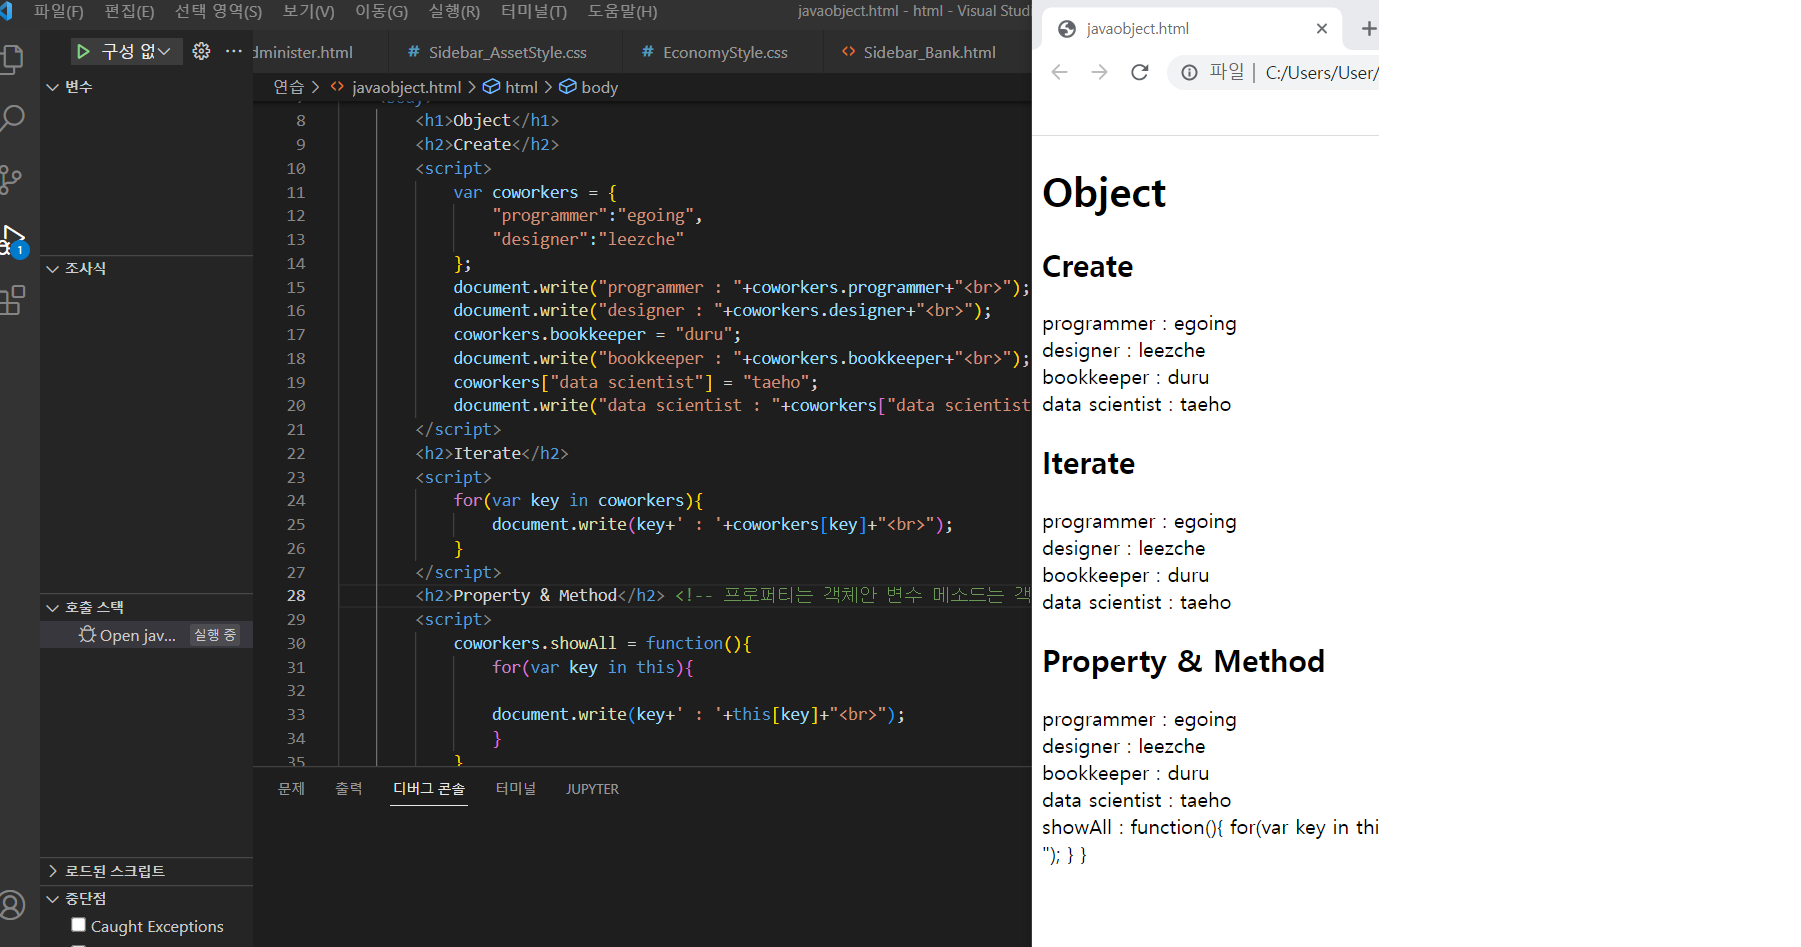 파일(F) 편집(E) 선택 영역(S) 보기(V) 이동(G) 실행(R) 터미널(T) 도움말(H) javaobject.html - html - Visual Studi
구성 없
dminister.html # Sidebar_AssetStyle.css # EconomyStyle.css <> Sidebar_Bank.html
연습 > <> javaobject.html > html > body
변수
조사식
호출 스택
Open jav... 실행 중
로드된 스크립트
중단점
Caught Exceptions
1
8 <h1>Object</h1>
9 <h2>Create</h2>
10 <script>
11 var coworkers = {
12 "programmer":"egoing",
13 "designer":"leezche"
14 };
15 document.write("programmer : "+coworkers.programmer+"<br>");
16 document.write("designer : "+coworkers.designer+"<br>");
17 coworkers.bookkeeper = "duru";
18 document.write("bookkeeper : "+coworkers.bookkeeper+"<br>");
19 coworkers["data scientist"] = "taeho";
20 document.write("data scientist : "+coworkers["data scientist
21 </script>
22 <h2>Iterate</h2>
23 <script>
24 for(var key in coworkers){
25 document.write(key+' : '+coworkers[key]+"<br>");
26 }
27 </script>
28 <h2>Property & Method</h2> <!-- 프로퍼티는 객체안 변수 메소드는 객
29 <script>
30 coworkers.showAll = function(){
31 for(var key in this){
32
33 document.write(key+' : '+this[key]+"<br>");
34 }
35 }
문제 출력 디버그 콘솔 터미널 JUPYTER
javaobject.html
파일 | C:/Users/User/
Object
Create
programmer : egoing
designer : leezche
bookkeeper : duru
data scientist : taeho
Iterate
programmer : egoing
designer : leezche
bookkeeper : duru
data scientist : taeho
Property & Method
programmer : egoing
designer : leezche
bookkeeper : duru
data scientist : taeho
showAll : function(){ for(var key in thi
"); } }